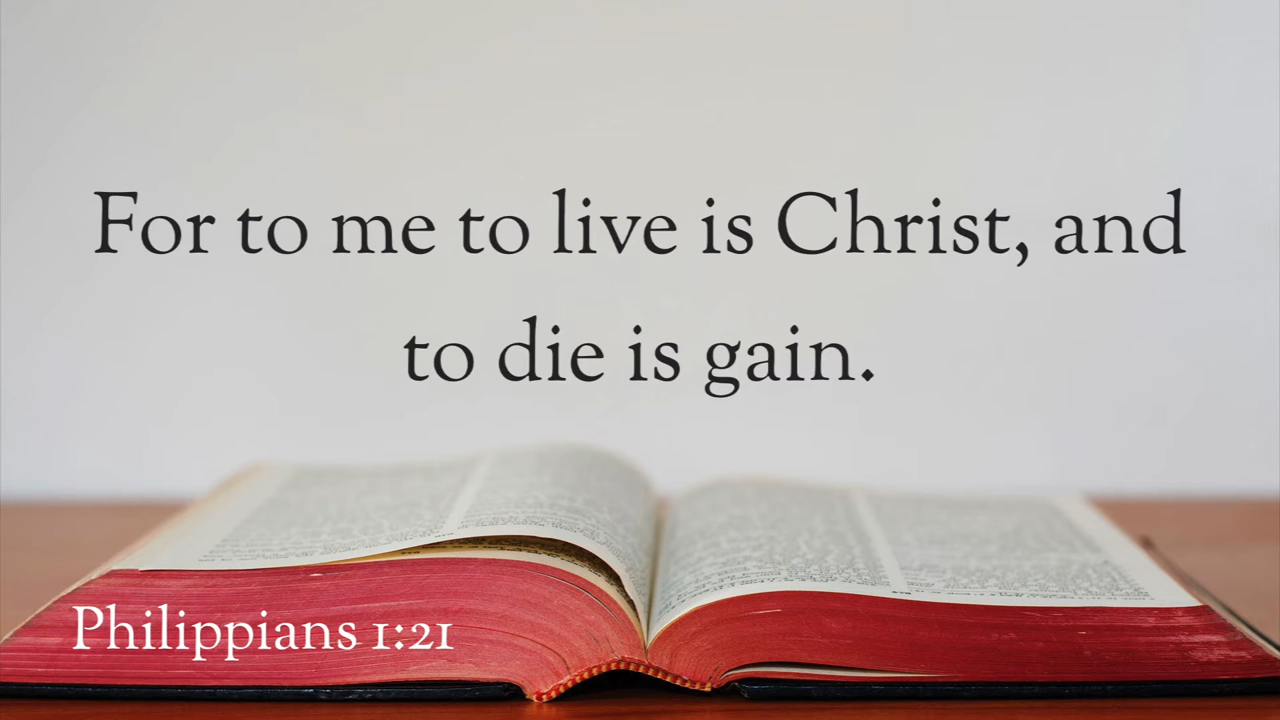 For to me to live is Christ, and
to die is gain.
Philippians 1:21